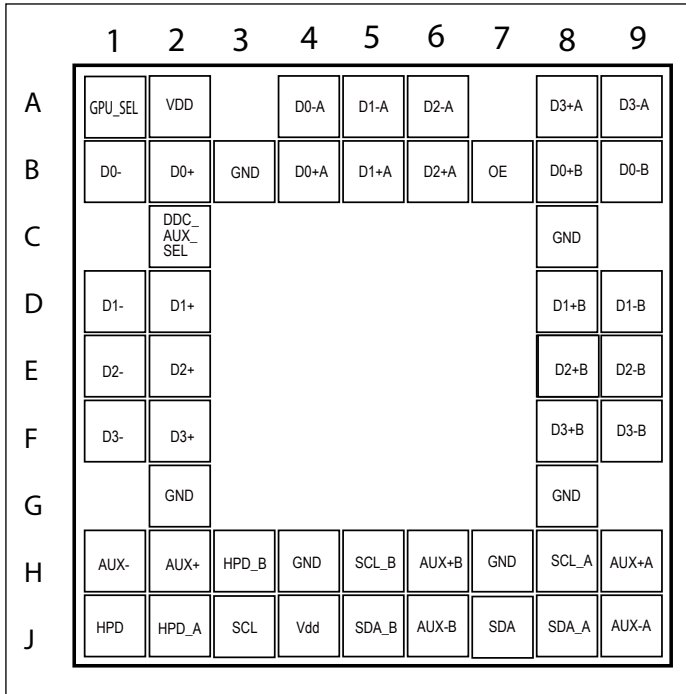 1 2 3 4 5 6 7 8 9
A GPU_SEL VDD D0-A D1-A D2-A D3+A D3-A
B D0- D0+ GND D0+A D1+A D2+A OE D0+B D0-B
C DDC_ GND
AUX_
SEL
D D1- D1+ D1+B D1-B
E D2- D2+ D2+B D2-B
F D3- D3+ D3+B D3-B
G GND GND
H AUX- AUX+ HPD_B GND SCL_B AUX+B GND SCL_A AUX+A
J HPD HPD_A SCL Vdd SDA_B AUX-B SDA SDA_A AUX-A